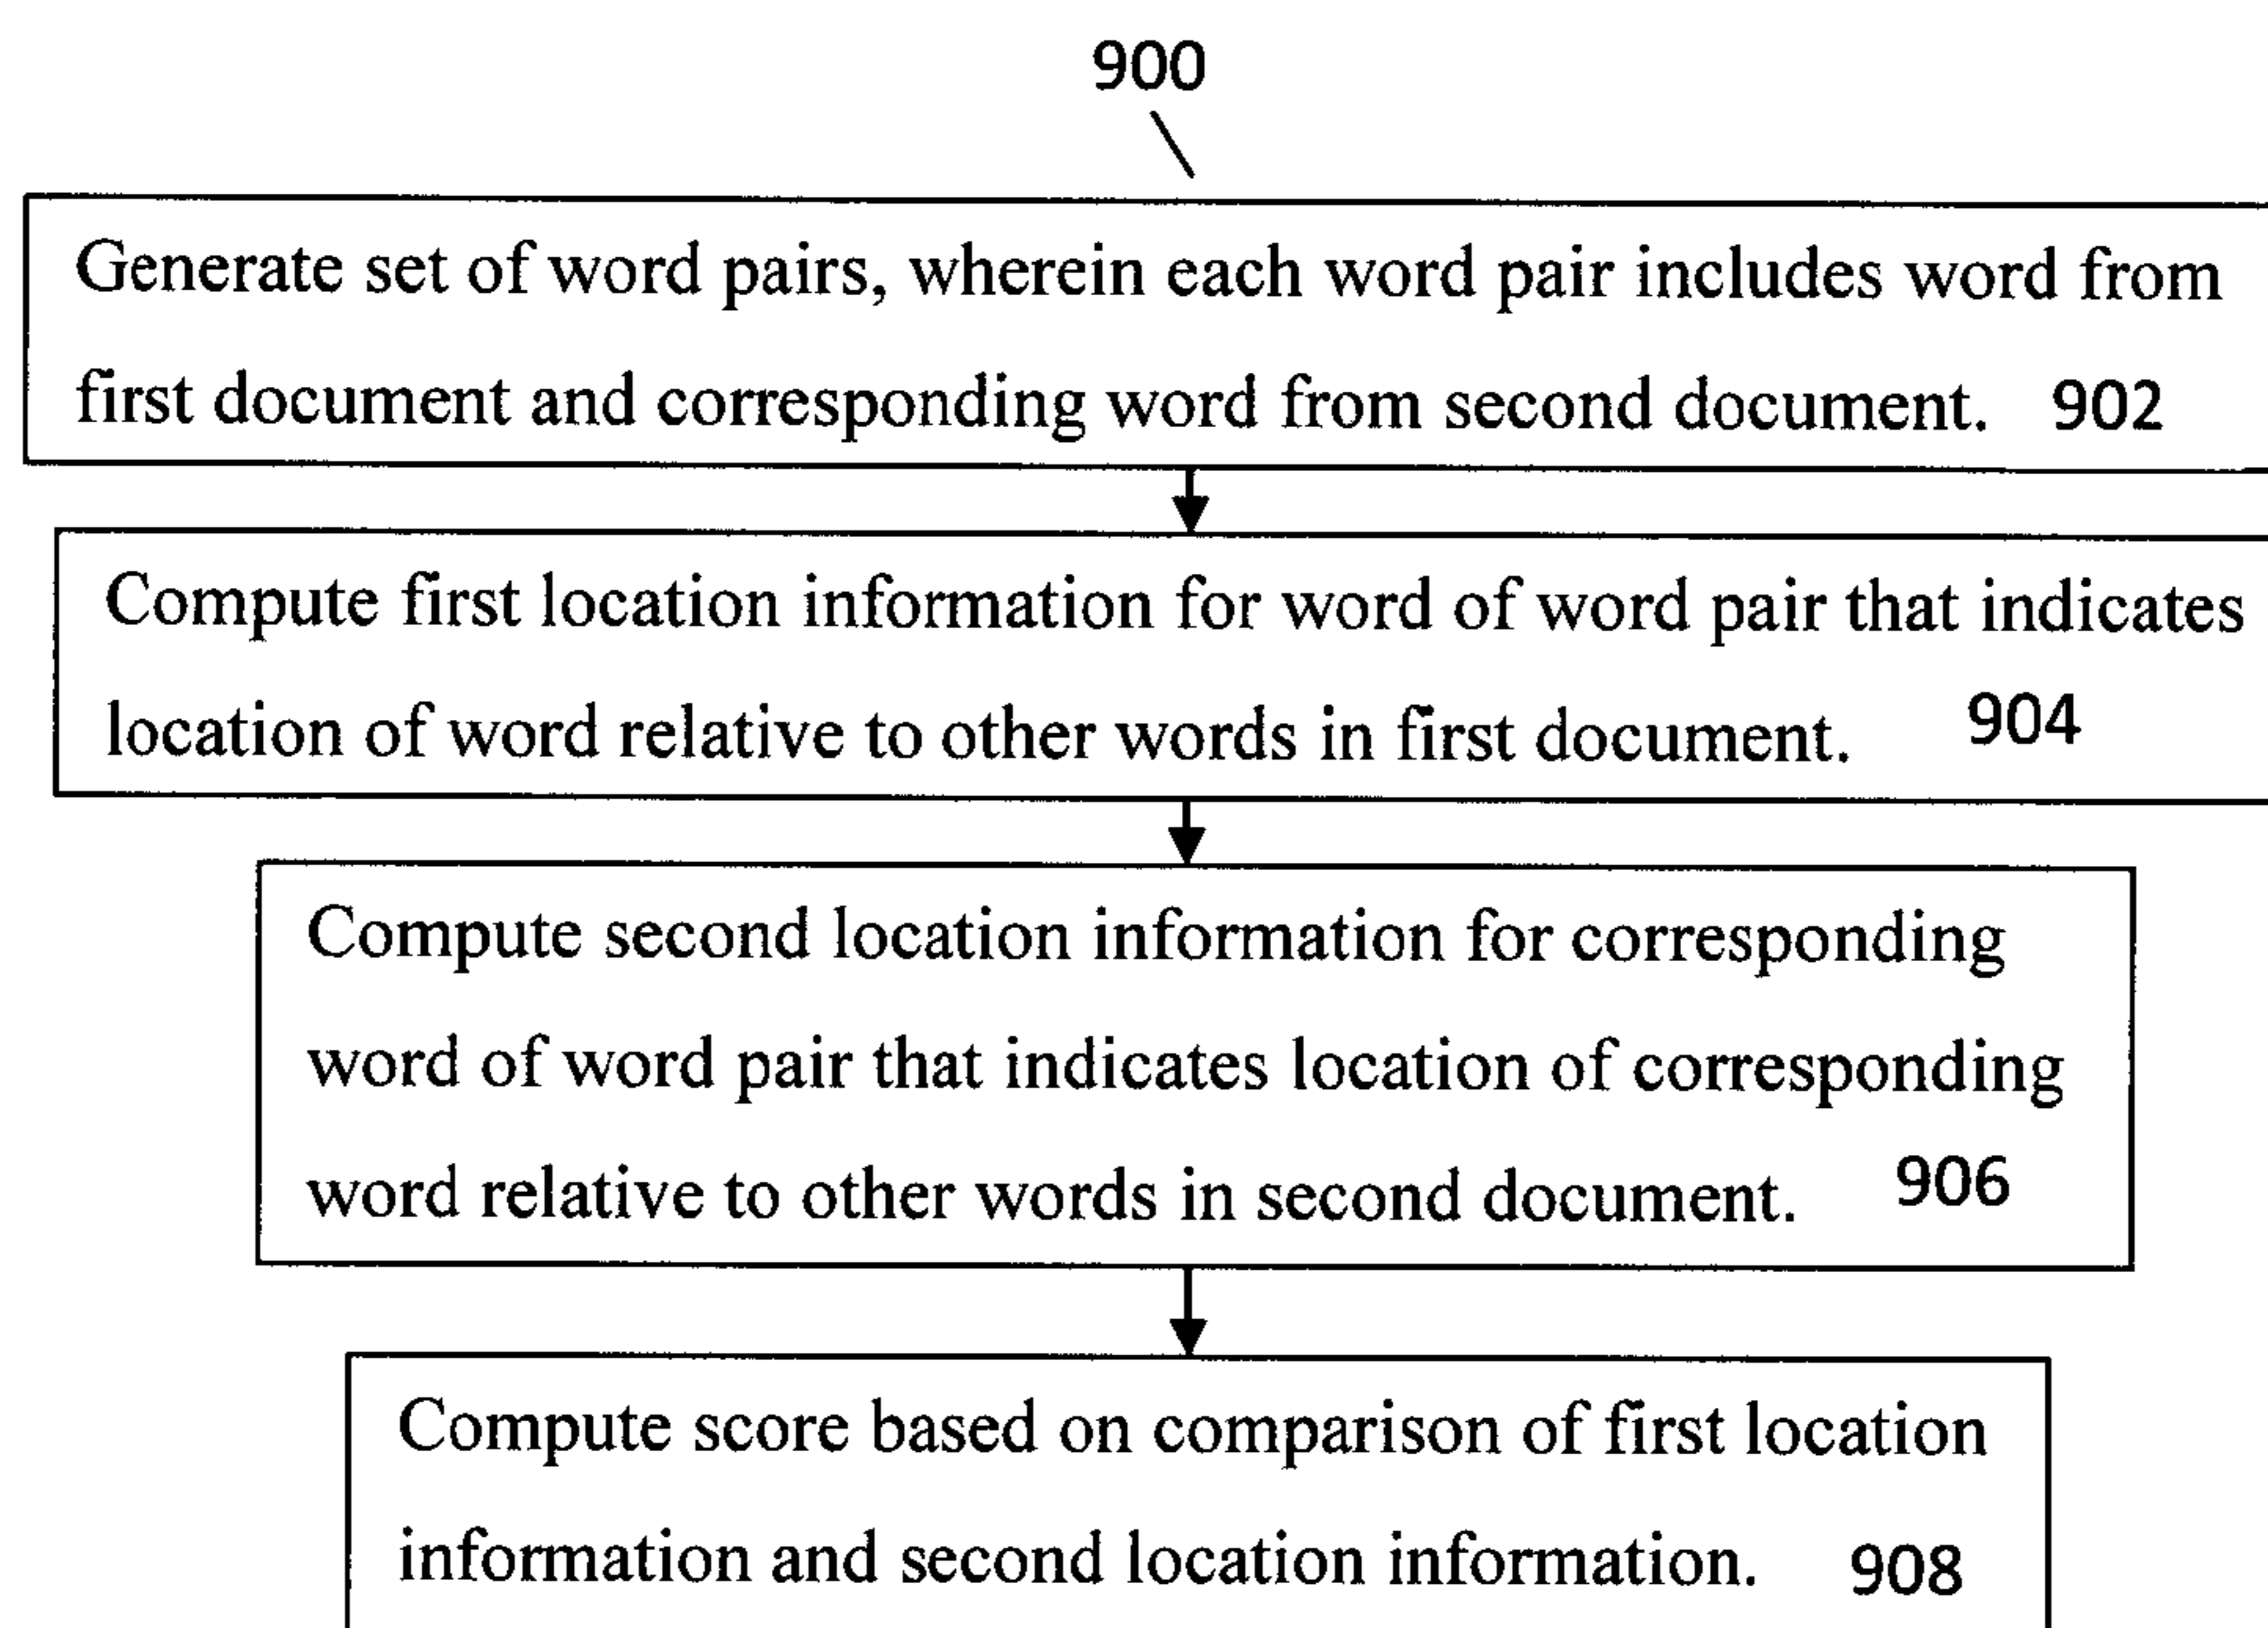 900
Generate set of word pairs, wherein each word pair includes word from
first document and corresponding word from second document. 902
Compute first location information for word of word pair that indicates
location of word relative to other words in first document. 904
Compute second location information for corresponding
word of word pair that indicates location of corresponding
word relative to other words in second document. 906
Compute score based on comparison of first location
information and second location information. 908